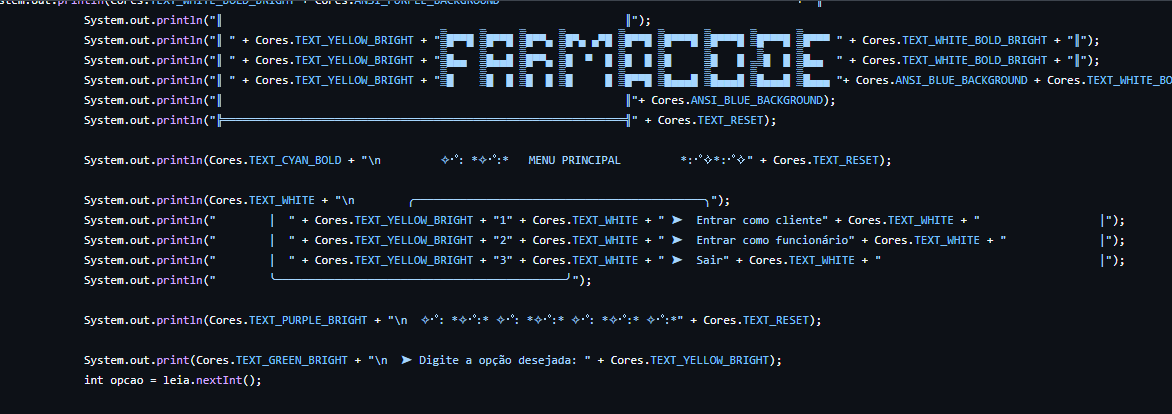 System.out.println(Cores.TEXT_WHITE_BOLD_BRIGHT + Cores.ANSI_PURPLE_BACKGROUND
System.out.println("║                                                             ║");
System.out.println("║ " + Cores.TEXT_YELLOW_BRIGHT + "▒█▀▀█ ▒█▀▀█ ▒█▀▀▄ ▒█▀▄▀█ ▒█▀▀█ ▒█▀▀▀█ ▒█▀▀▀█ ▒█▀▀▀█ ▒█▀▀▀ " + Cores.TEXT_WHITE_BOLD_BRIGHT + "║");
System.out.println("║ " + Cores.TEXT_YELLOW_BRIGHT + " " + Cores.TEXT_WHITE_BOLD_BRIGHT + "║");
System.out.println("║ " + Cores.TEXT_YELLOW_BRIGHT + " "+ Cores.ANSI_BLUE_BACKGROUND + Cores.TEXT_WHITE_BO
System.out.println("║                                                             ║"+ Cores.ANSI_BLUE_BACKGROUND);
System.out.println("╠═════════════════════════════════════════════════════════════╣" + Cores.TEXT_RESET);
System.out.println(Cores.TEXT_CYAN_BOLD + "\n         ✧･ﾟ: *✧･ﾟ:*   MENU PRINCIPAL         *:･ﾟ✧*:･ﾟ✧" + Cores.TEXT_RESET);
System.out.println(Cores.TEXT_WHITE + "\n        ╭────────────────────────────────────────────╮");
System.out.println("        |  " + Cores.TEXT_YELLOW_BRIGHT + "1" + Cores.TEXT_WHITE + " ➤  Entrar como cliente" + Cores.TEXT_WHITE + "                  |");
System.out.println("        |  " + Cores.TEXT_YELLOW_BRIGHT + "2" + Cores.TEXT_WHITE + " ➤  Entrar como funcionário" + Cores.TEXT_WHITE + "              |");
System.out.println("        |  " + Cores.TEXT_YELLOW_BRIGHT + "3" + Cores.TEXT_WHITE + " ➤  Sair" + Cores.TEXT_WHITE + "                                 |");
System.out.println("        ╰────────────────────────────────────────────╯");
System.out.println(Cores.TEXT_PURPLE_BRIGHT + "\n  ✧･ﾟ: *✧･ﾟ:* ✧･ﾟ: *✧･ﾟ:* ✧･ﾟ: *✧･ﾟ:* ✧･ﾟ:*" + Cores.TEXT_RESET);
System.out.print(Cores.TEXT_GREEN_BRIGHT + "\n  ➤ Digite a opção desejada: " + Cores.TEXT_YELLOW_BRIGHT);
int opcao = leia.nextInt();